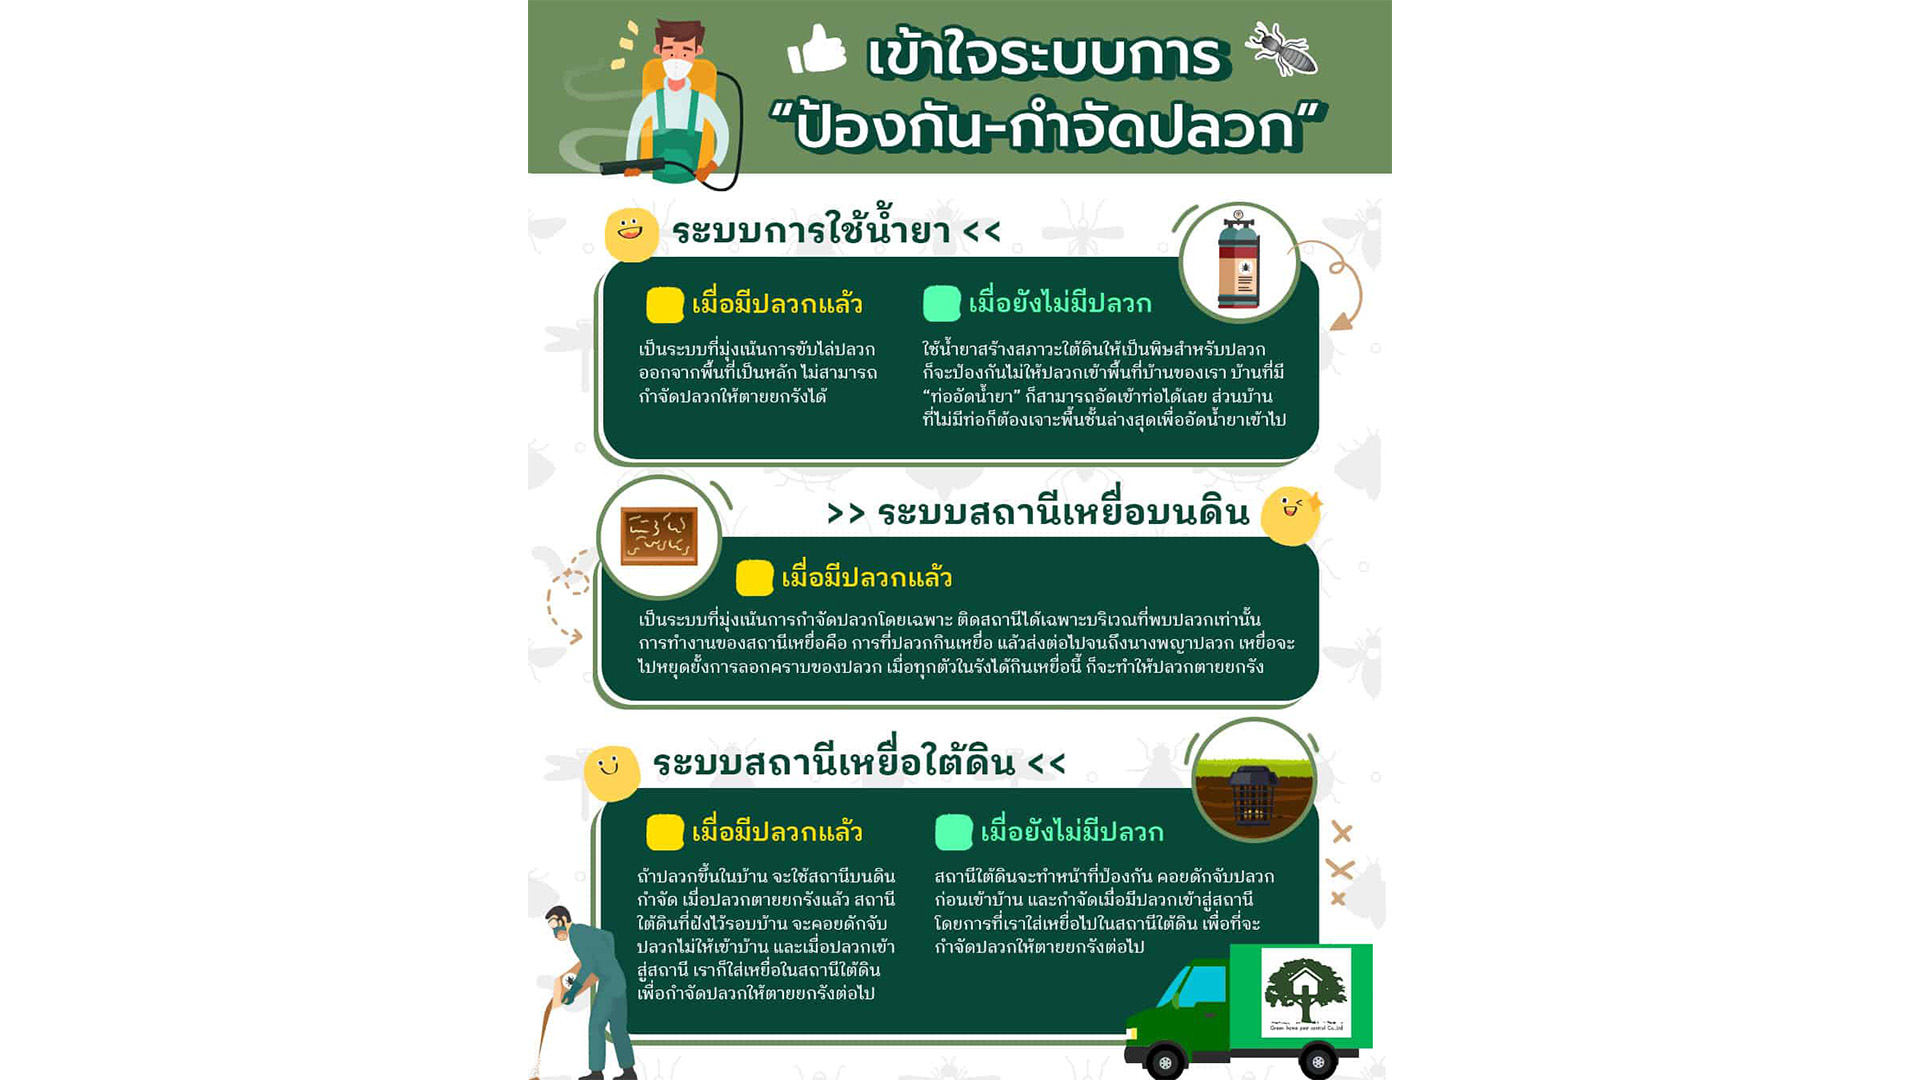 เข้าใจระบบการ
“ป้องกัน-กำจัดปลวก”
ระบบการใช้น้ำยา <<
เมื่อมีปลวกแล้ว
เป็นระบบที่มุ่งเน้นการขับไล่ปลวก
ออกจากพื้นที่เป็นหลัก ไม่สามารถ
กำจัดปลวกให้ตายยกรังได้
เมื่อยังไม่มีปลวก
ใช้น้ำยาสร้างสภาวะใต้ดินให้เป็นพิษสำหรับปลวก
ก็จะป้องกันไม่ให้ปลวกเข้าพื้นที่บ้านของเรา บ้านที่มี
“ท่ออัดน้ำยา” ก็สามารถอัดเข้าท่อได้เลย ส่วนบ้าน
ที่ไม่มีท่อก็ต้องเจาะพื้นชั้นล่างสุดเพื่ออัดน้ำยาเข้าไป
>> ระบบสถานีเหยื่อบนดิน
เมื่อมีปลวกแล้ว
เป็นระบบที่มุ่งเน้นการกำจัดปลวกโดยเฉพาะ ติดสถานีได้เฉพาะบริเวณที่พบปลวกเท่านั้น
การทำงานของสถานีเหยื่อคือ การที่ปลวกกินเหยื่อ แล้วส่งต่อไปจนถึงนางพญาปลวก เหยื่อจะ
ไปหยุดยั้งการลอกคราบของปลวก เมื่อทุกตัวในรังได้กินเหยื่อนี้ ก็จะทำให้ปลวกตายยกรัง
ระบบสถานีเหยื่อใต้ดิน <<
เมื่อมีปลวกแล้ว
ถ้าปลวกขึ้นในบ้าน จะใช้สถานีบนดิน
กำจัด เมื่อปลวกตายยกรังแล้ว สถานี
ใต้ดินที่ฝังไว้รอบบ้าน จะคอยดักจับ
ปลวกไม่ให้เข้าบ้าน และเมื่อปลวกเข้า
สู่สถานี เราก็ใส่เหยื่อในสถานีใต้ดิน
เพื่อกำจัดปลวกให้ตายยกรังต่อไป
เมื่อยังไม่มีปลวก
สถานีใต้ดินจะทำหน้าที่ป้องกัน คอยดักจับปลวก
ก่อนเข้าบ้าน และกำจัดเมื่อมีปลวกเข้าสู่สถานี
โดยการที่เราใส่เหยื่อไปในสถานีใต้ดิน เพื่อที่จะ
กำจัดปลวกให้ตายยกรังต่อไป
Green home pest control Co.,Ltd